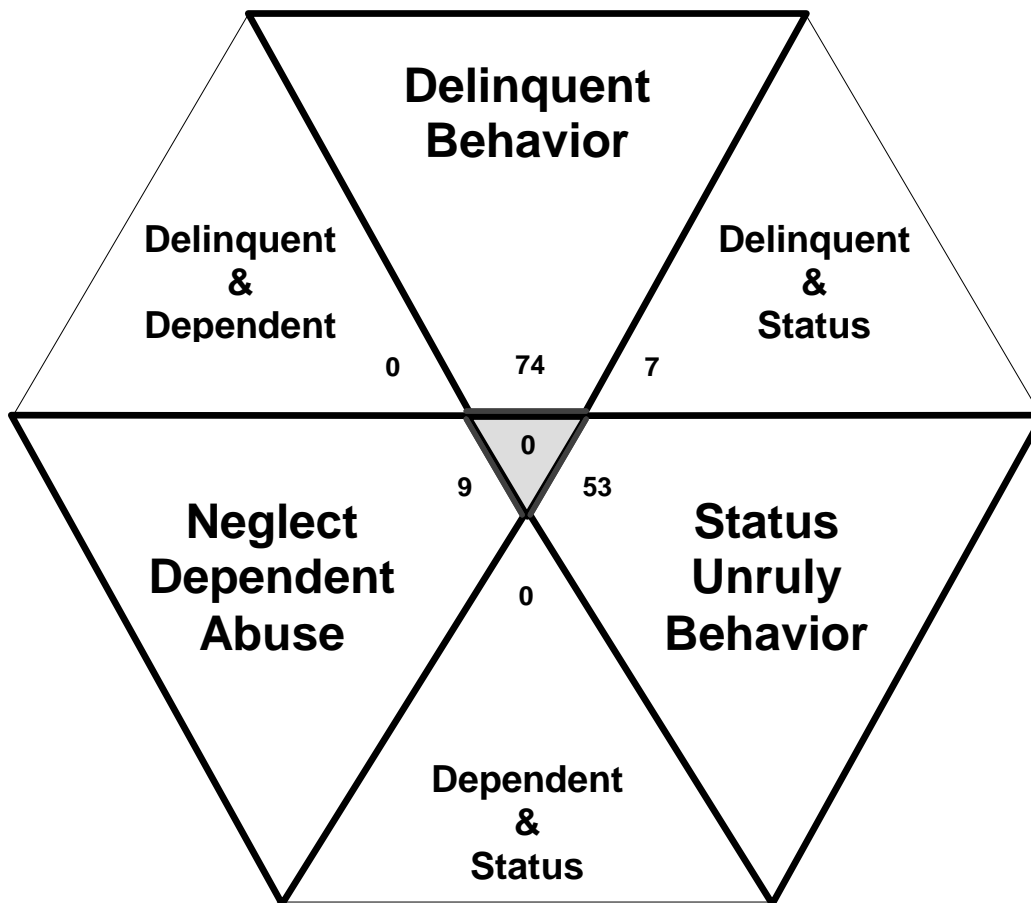 Delinquent
Behavior
Delinquent
&
Dependent
Delinquent
&
Status
0
74
7
0
9
53
Neglect
Dependent
Abuse
Status
Unruly
Behavior
0
Dependent
&
Status